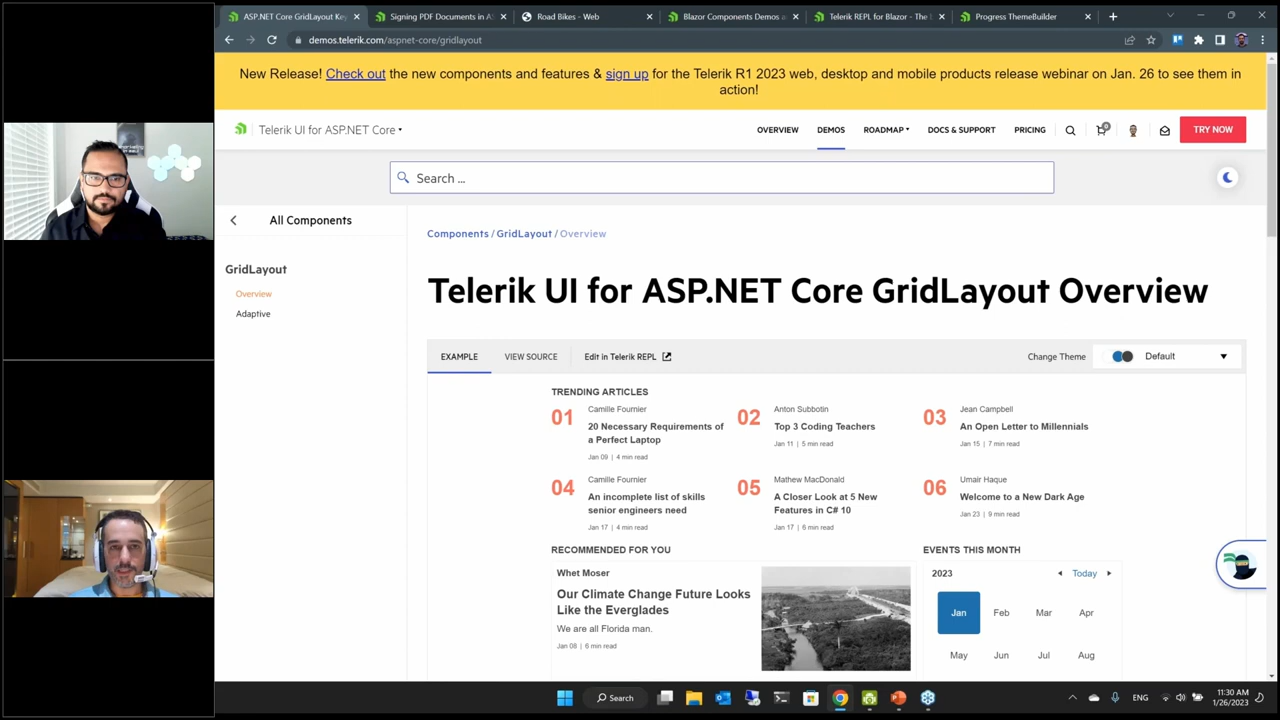 ASP.NET Core GridLayout Key
Signing PDF Documents in AS
Road Bikes - Web
Blazor Components Demos a
Telerik REPL for Blazor - The
Progress ThemeBuilder
demos.telerik.com/aspnet-core/gridlayout
New Release! Check out the new components and features & sign up for the Telerik R1 2023 web, desktop and mobile products release webinar on Jan. 26 to see them in
action!
Telerik UI for ASP.NET Core
OVERVIEW
DEMOS
ROADMAP
DOCS & SUPPORT
PRICING
0
TRY NOW
Search ...
All Components
GridLayout
Overview
Adaptive
Components / GridLayout / Overview
Telerik UI for ASP.NET Core GridLayout Overview
EXAMPLE
VIEW SOURCE
Edit in Telerik REPL
Change Theme
Default
TRENDING ARTICLES
01
Camille Fournier
20 Necessary Requirements of
a Perfect Laptop
Jan 09 | 4 min read
02
Anton Subbotin
Top 3 Coding Teachers
Jan 11 | 5 min read
03
Jean Campbell
An Open Letter to Millennials
Jan 15 | 7 min read
04
Camille Fournier
An incomplete list of skills
senior engineers need
Jan 17 | 4 min read
05
Mathew MacDonald
A Closer Look at 5 New
Features in C# 10
Jan 17 | 6 min read
06
Umair Haque
Welcome to a New Dark Age
Jan 23 | 9 min read
RECOMMENDED FOR YOU
Whet Moser
Our Climate Change Future Looks
Like the Everglades
We are all Florida man.
Jan 08 | 6 min read
EVENTS THIS MONTH
2023
Today
Jan
Feb
Mar
Apr
May
Jun
Jul
Aug
Search
ENG
11:30 AM
1/26/2023